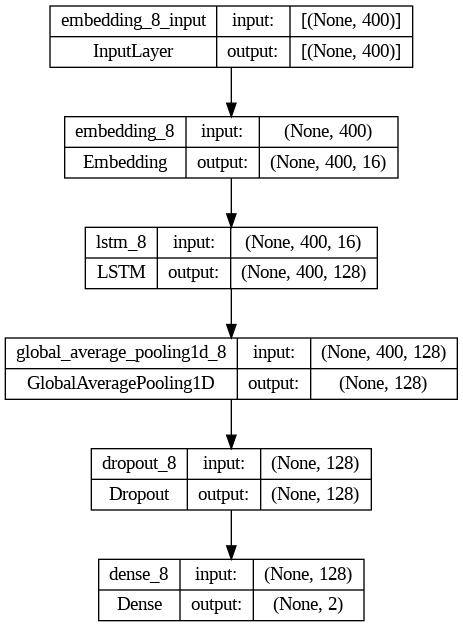 embedding_8_input input: [(None, 400)]
InputLayer output: [(None, 400)]
embedding_8 input: (None, 400)
Embedding output: (None, 400, 16)
lstm_8 input: (None, 400, 16)
LSTM output: (None, 400, 128)
global_average_pooling1d_8 input: (None, 400, 128)
GlobalAveragePooling1D output: (None, 128)
dropout_8 input: (None, 128)
Dropout output: (None, 128)
dense_8 input: (None, 128)
Dense output: (None, 2)